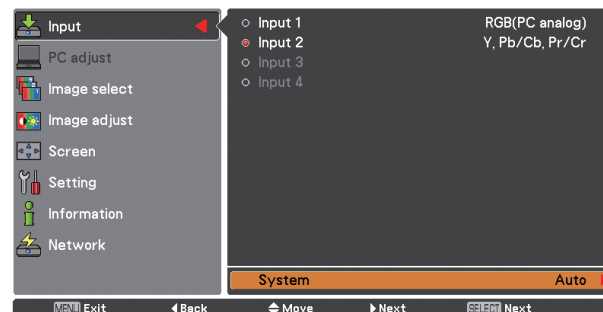 Input
PC adjust
Image select
Image adjust
Screen
Setting
Information
Network
Input 1 RGB(PC analog)
Input 2 Y, Pb/Cb, Pr/Cr
Input 3
Input 4
System Auto
MENU Exit Back Move Next SELECT Next